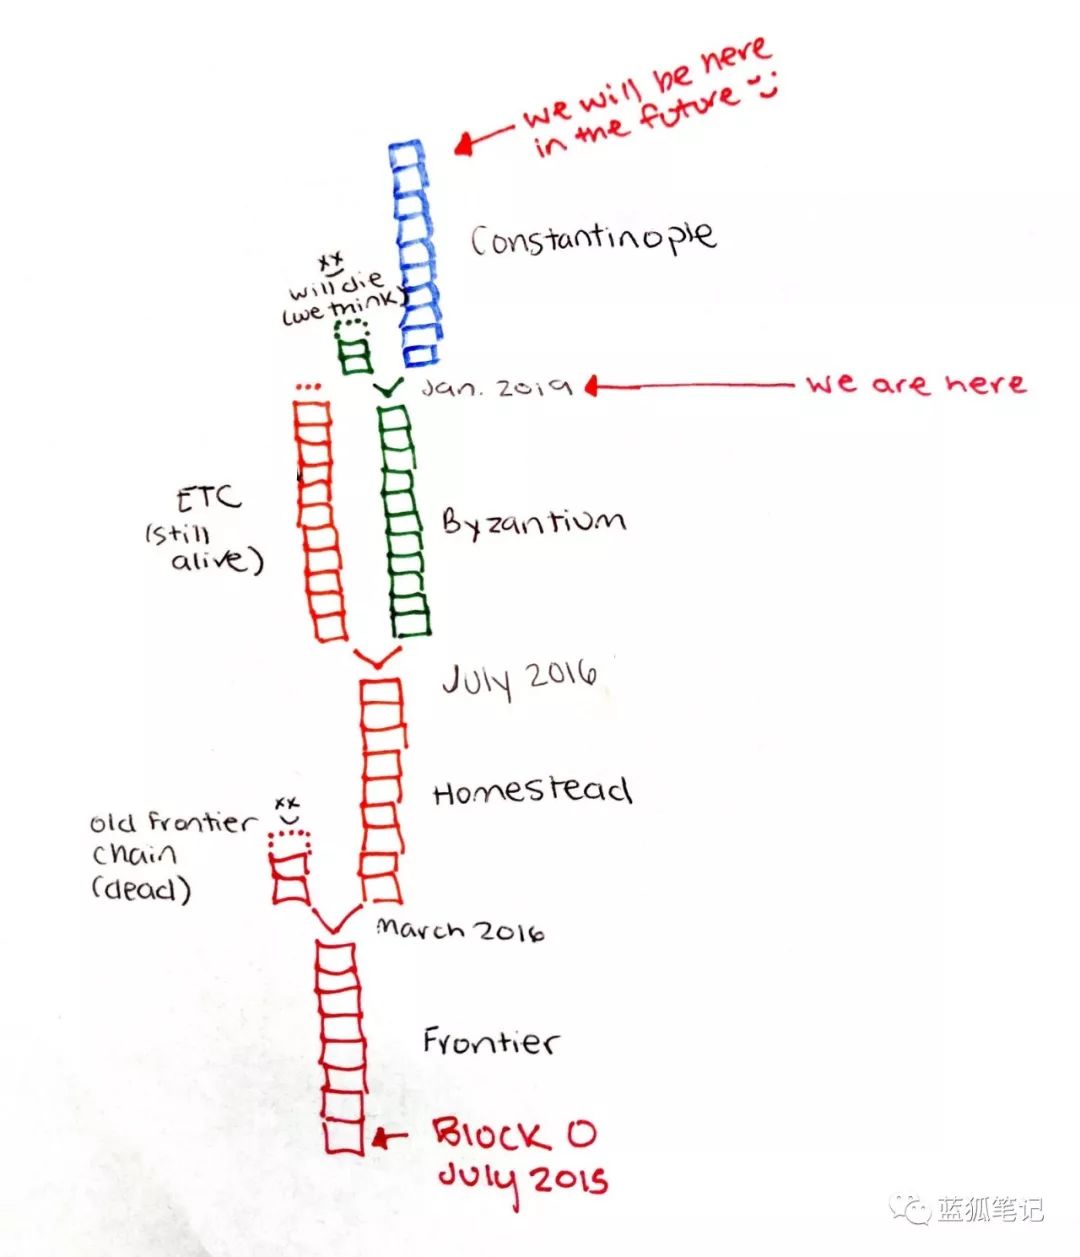 we will be here
in the future
Constantinople
xx
will die
(we think)
Jan. 2019
we are here
ETC
(still
alive)
Byzantium
July 2016
Homestead
xx
old frontier
chain
(dead)
March 2016
Frontier
BLOCK 0
JULY 2015
蓝狐笔记